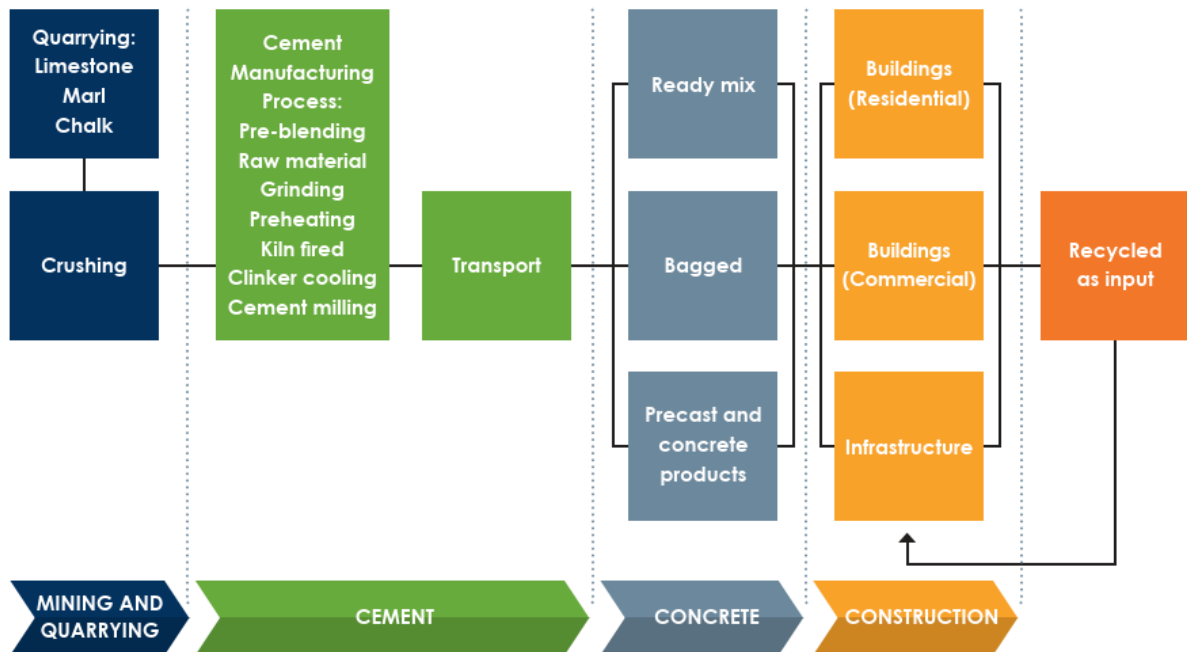 Quarrying:
Limestone
Marl
Chalk
Crushing
Cement
Manufacturing
Process:
Pre-blending
Raw material
Grinding
Preheating
Kiln fired
Clinker cooling
Cement milling
Transport
Ready mix
Bagged
Precast and
concrete
products
Buildings
(Residential)
Buildings
(Commercial)
Infrastructure
Recycled
as input
MINING AND
QUARRYING
CEMENT
CONCRETE
CONSTRUCTION